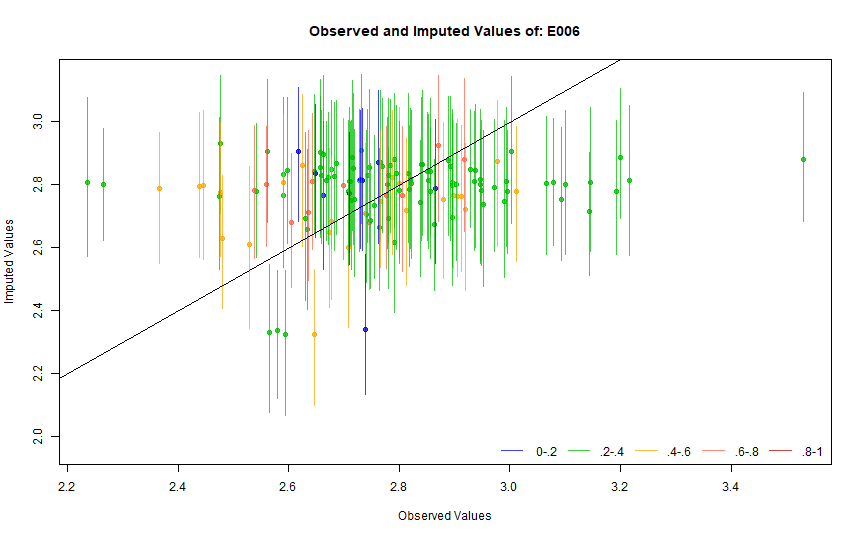 Observed and Imputed Values of: E006
Imputed Values
3.0
2.8
2.6
2.4
2.2
2.0
0-.2 .2-.4 .4-.6 .6-.8 .8-1
2.2 2.4 2.6 2.8 3.0 3.2 3.4
Observed Values